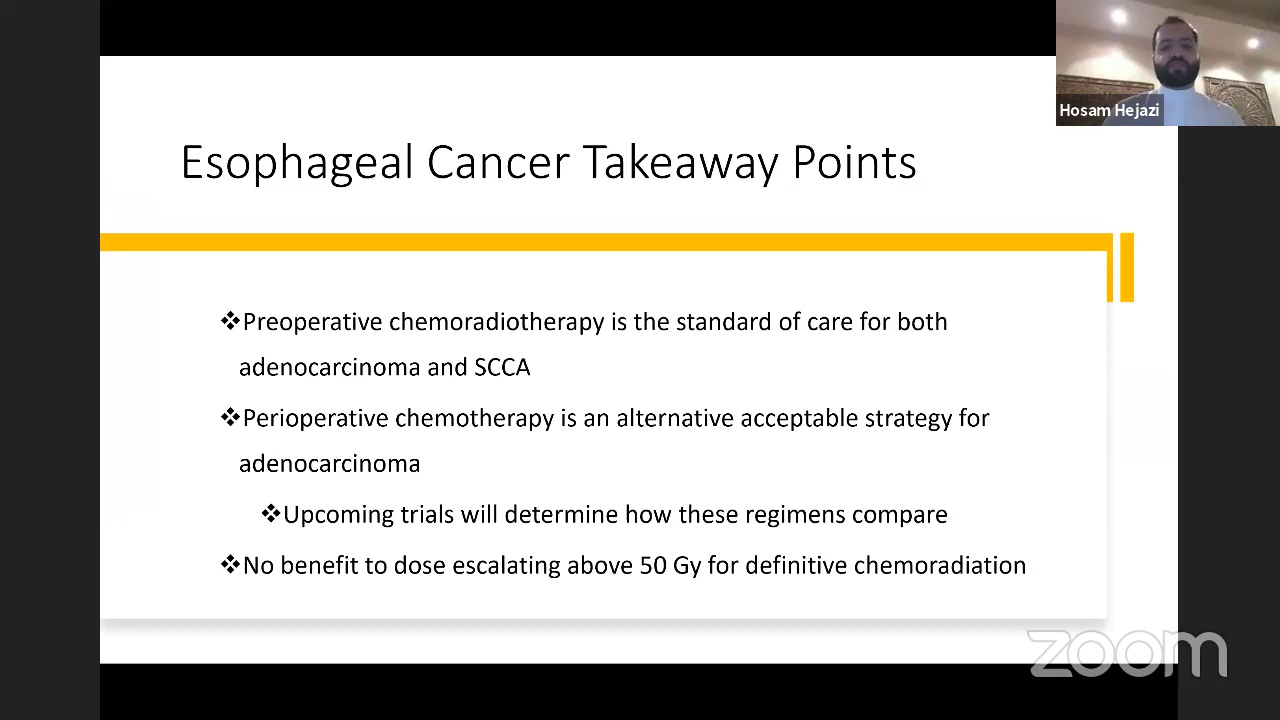 Hosam Hejazi
Esophageal Cancer Takeaway Points
❖Preoperative chemoradiotherapy is the standard of care for both
adenocarcinoma and SCCA
❖Perioperative chemotherapy is an alternative acceptable strategy for
adenocarcinoma
❖Upcoming trials will determine how these regimens compare
❖No benefit to dose escalating above 50 Gy for definitive chemoradiation
zoom